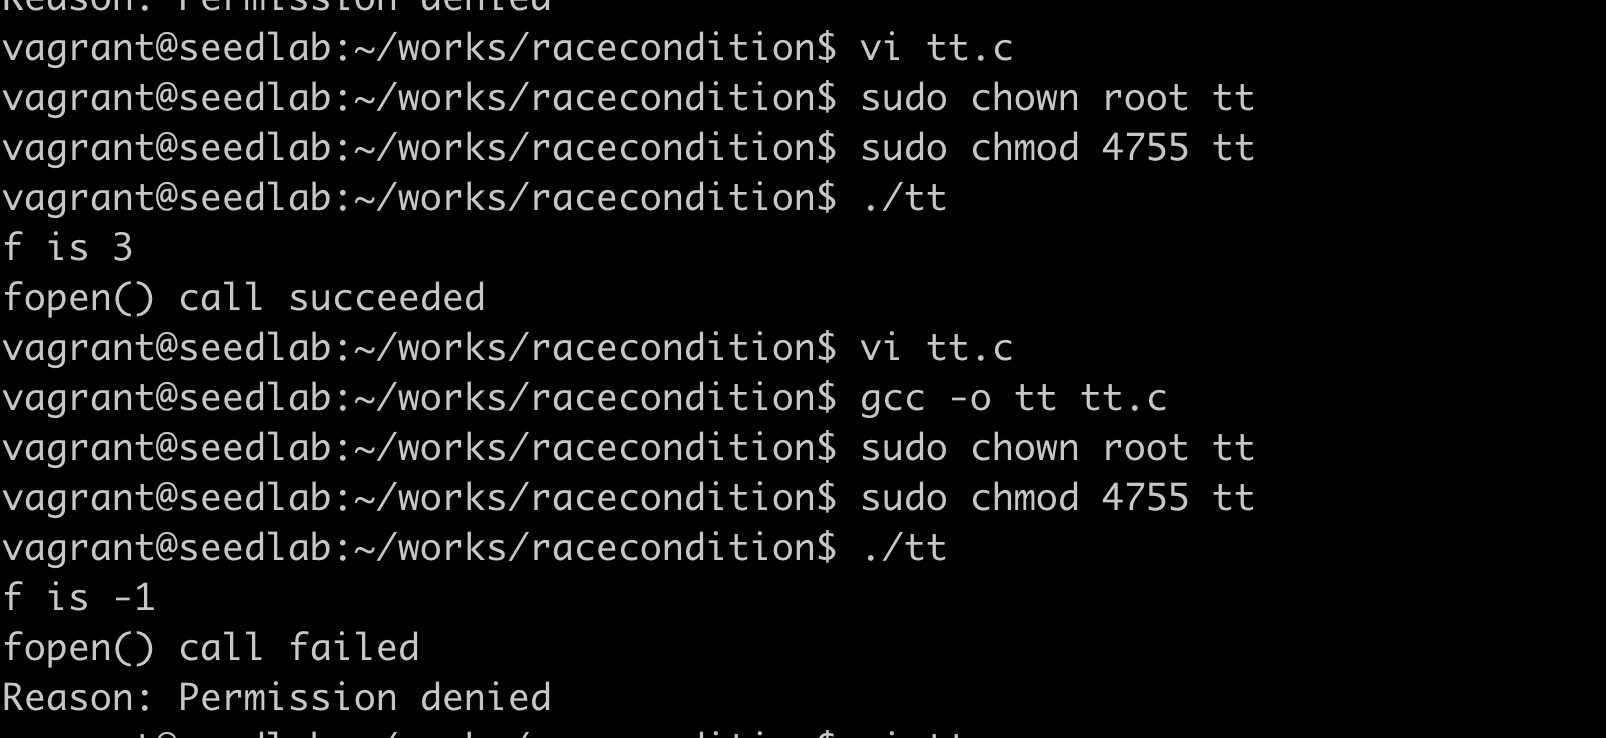 Reason: Permission denied
vagrant@seedlab:~/works/racecondition$ vi tt.c
vagrant@seedlab:~/works/racecondition$ sudo chown root tt
vagrant@seedlab:~/works/racecondition$ sudo chmod 4755 tt
vagrant@seedlab:~/works/racecondition$ ./tt
f is 3
fopen() call succeeded
vagrant@seedlab:~/works/racecondition$ vi tt.c
vagrant@seedlab:~/works/racecondition$ gcc -o tt tt.c
vagrant@seedlab:~/works/racecondition$ sudo chown root tt
vagrant@seedlab:~/works/racecondition$ sudo chmod 4755 tt
vagrant@seedlab:~/works/racecondition$ ./tt
f is -1
fopen() call failed
Reason: Permission denied